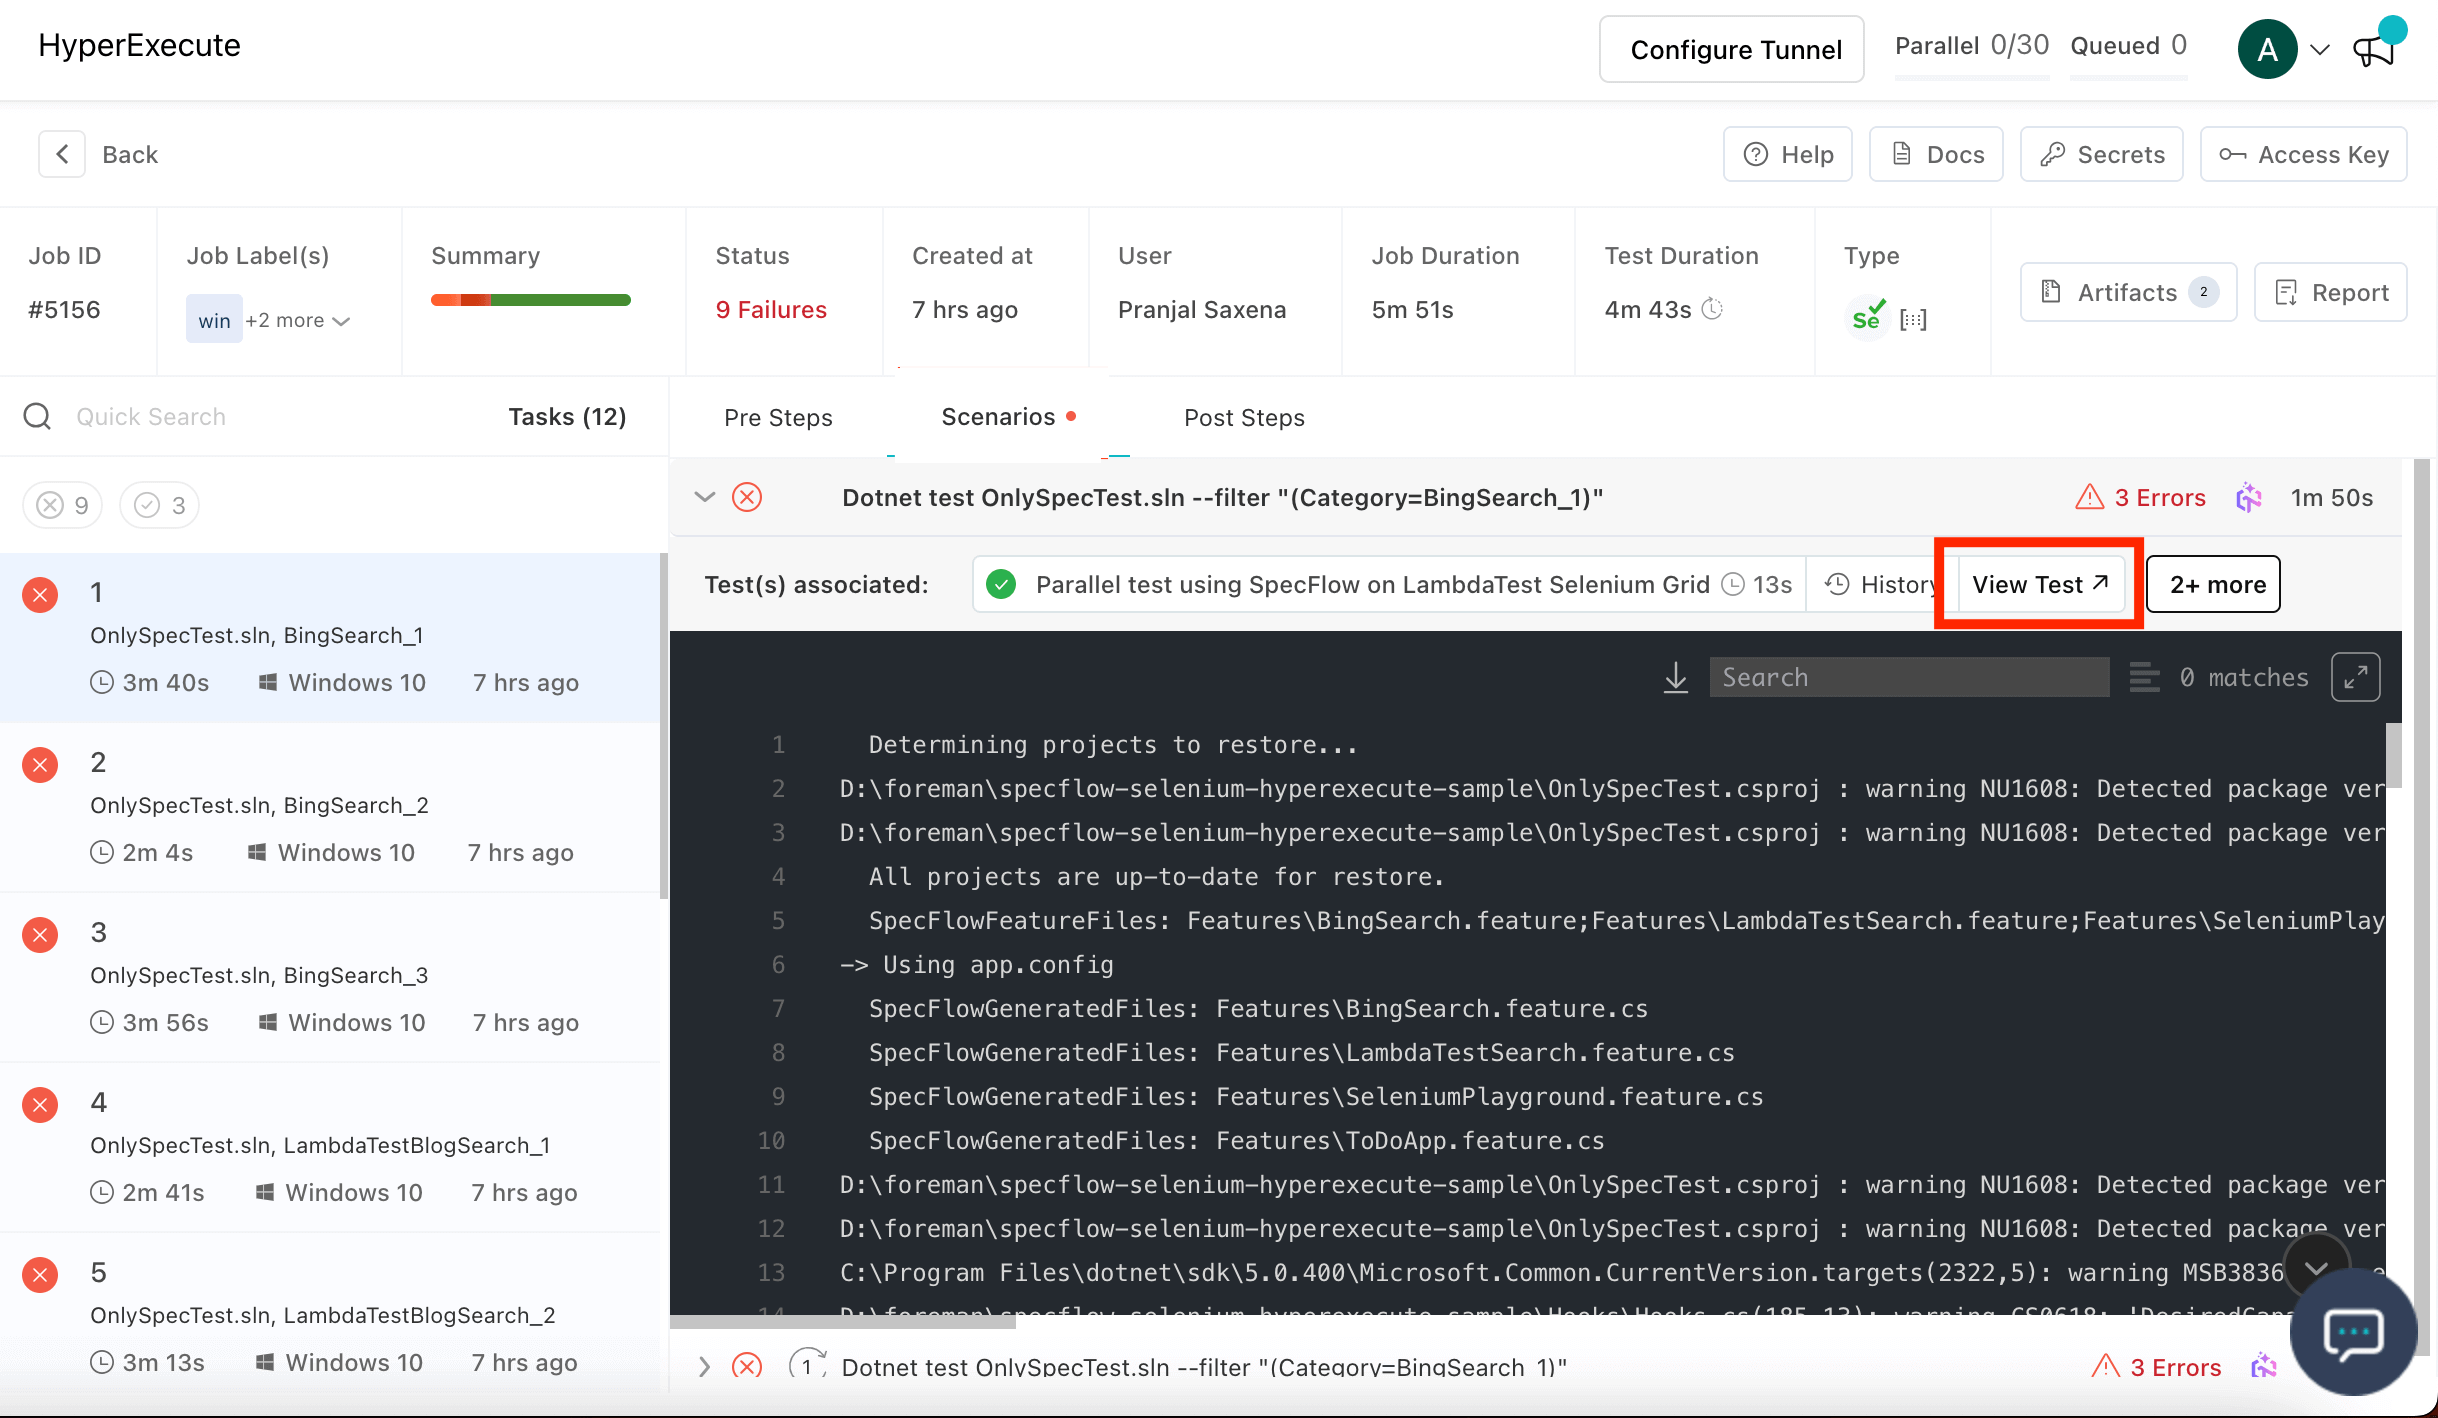 HyperExecute
Configure Tunnel
Parallel 0/30
Queued 0
A
Back
Help
Docs
Secrets
Access Key
Job ID
#5156
Job Label(s)
win +2 more
Summary
Status
9 Failures
Created at
7 hrs ago
User
Pranjal Saxena
Job Duration
5m 51s
Test Duration
4m 43s
Type
Se
Artifacts 2
Report
Quick Search
Tasks (12)
9
3
1
OnlySpecTest.sln, BingSearch_1
3m 40s Windows 10 7 hrs ago
2
OnlySpecTest.sln, BingSearch_2
2m 4s Windows 10 7 hrs ago
3
OnlySpecTest.sln, BingSearch_3
3m 56s Windows 10 7 hrs ago
4
OnlySpecTest.sln, LambdaTestBlogSearch_1
2m 41s Windows 10 7 hrs ago
5
OnlySpecTest.sln, LambdaTestBlogSearch_2
3m 13s Windows 10 7 hrs ago
Pre Steps
Scenarios
Post Steps
Dotnet test OnlySpecTest.sln --filter "(Category=BingSearch_1)"
3 Errors
1m 50s
Test(s) associated:
Parallel test using SpecFlow on LambdaTest Selenium Grid 13s
History
View Test
2+ more
Search
0 matches
1 Determining projects to restore...
2 D:\foreman\specflow-selenium-hyperexecute-sample\OnlySpecTest.csproj : warning NU1608: Detected package ver
3 D:\foreman\specflow-selenium-hyperexecute-sample\OnlySpecTest.csproj : warning NU1608: Detected package ver
4 All projects are up-to-date for restore.
5 SpecFlowFeatureFiles: Features\BingSearch.feature;Features\LambdaTestSearch.feature;Features\SeleniumPlay
6 -> Using app.config
7 SpecFlowGeneratedFiles: Features\BingSearch.feature.cs
8 SpecFlowGeneratedFiles: Features\LambdaTestSearch.feature.cs
9 SpecFlowGeneratedFiles: Features\SeleniumPlayground.feature.cs
10 SpecFlowGeneratedFiles: Features\ToDoApp.feature.cs
11 D:\foreman\specflow-selenium-hyperexecute-sample\OnlySpecTest.csproj : warning NU1608: Detected package ver
12 D:\foreman\specflow-selenium-hyperexecute-sample\OnlySpecTest.csproj : warning NU1608: Detected package ver
13 C:\Program Files\dotnet\sdk\5.0.400\Microsoft.Common.CurrentVersion.targets(2322,5): warning MSB3836
14 D:\foreman\specflow-selenium-hyperexecute-sample\Hooks\Hooks.cs(185,13): warning CS0618: 'DesiredCapa
1 Dotnet test OnlySpecTest.sln --filter "(Category=BingSearch_1)"
3 Errors